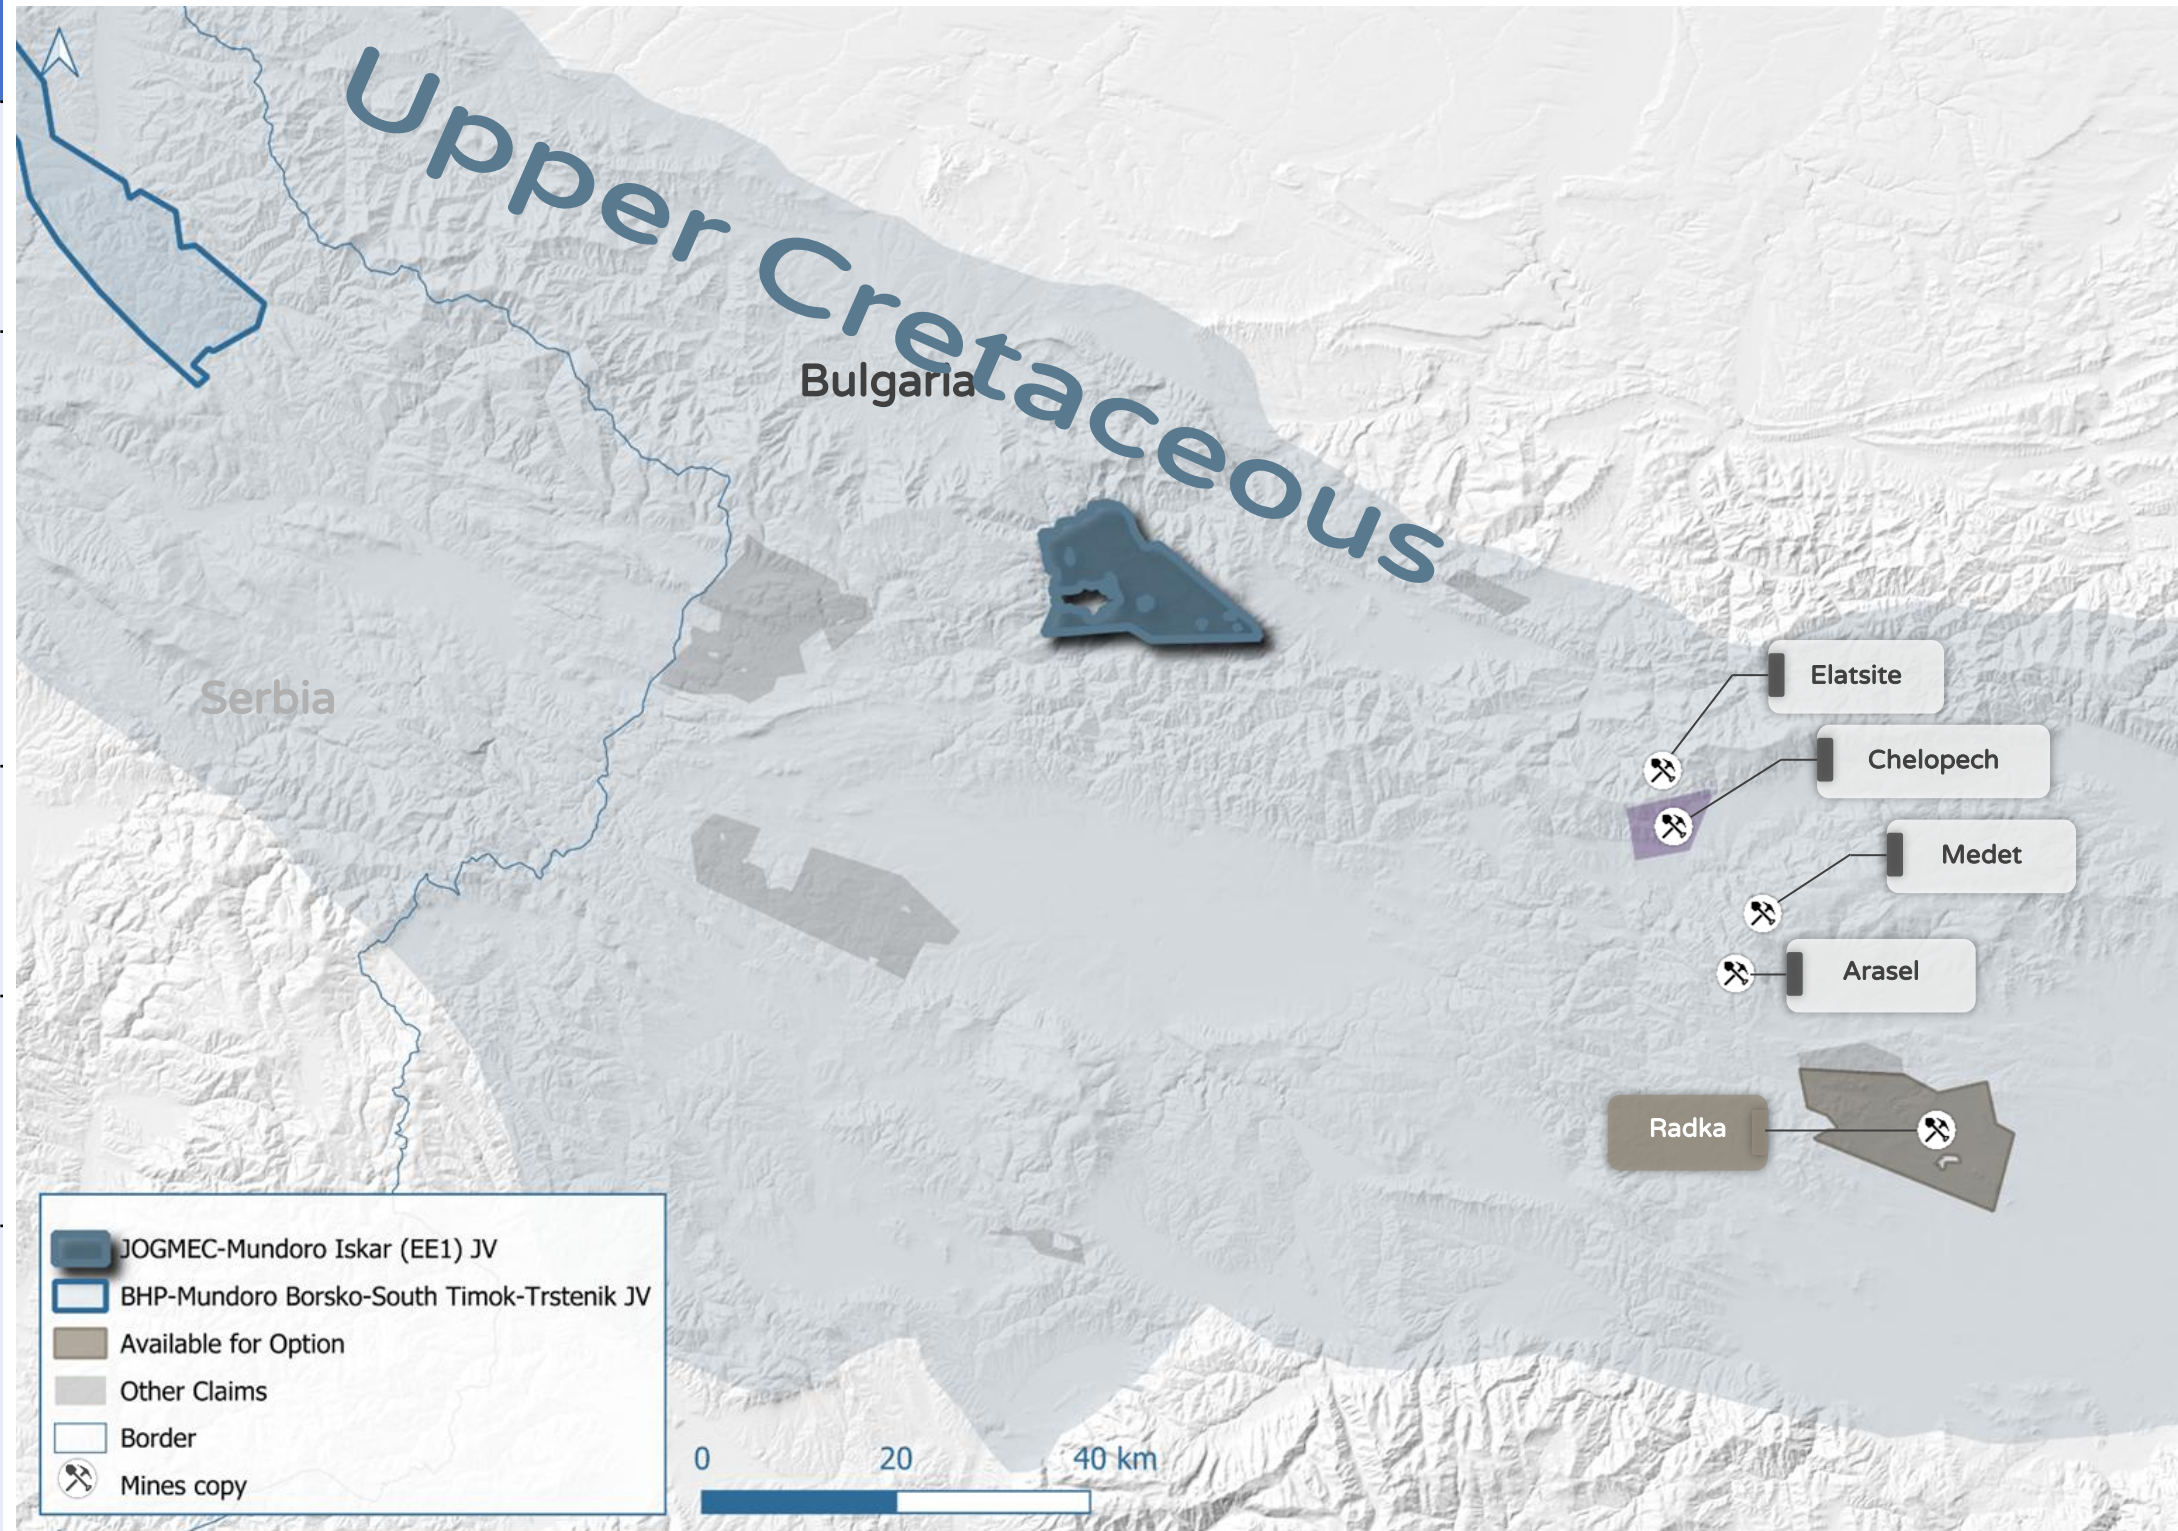 Upper Cretaceous
Bulgaria
Serbia
Elatsite
Chelopech
Medet
Arasel
Radka
JOGMEC-Mundoro Iskar (EE1) JV
BHP-Mundoro Borsko-South Timok-Trstenik JV
Available for Option
Other Claims
Border
Mines copy
0 20 40 km